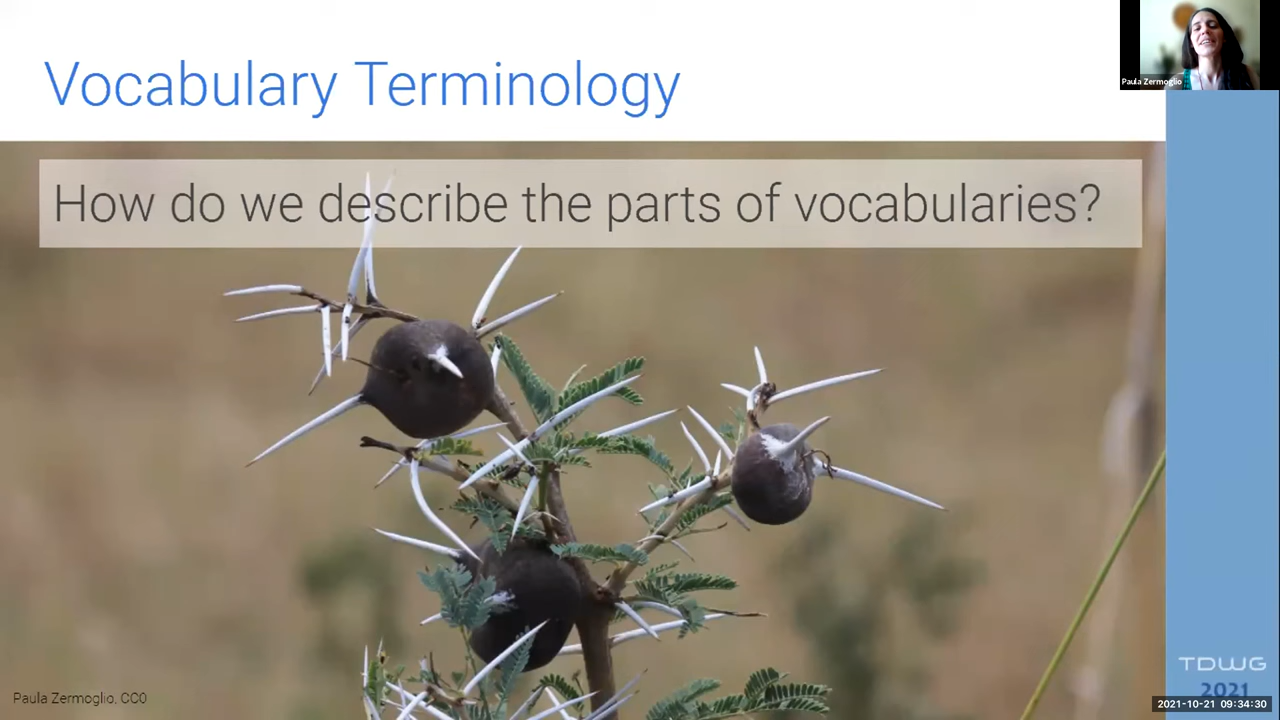 Vocabulary Terminology
Paula Zermoglio
How do we describe the parts of vocabularies?
Paula Zermoglio, CC0
TDWG
2021
2021-10-21 09:34:30